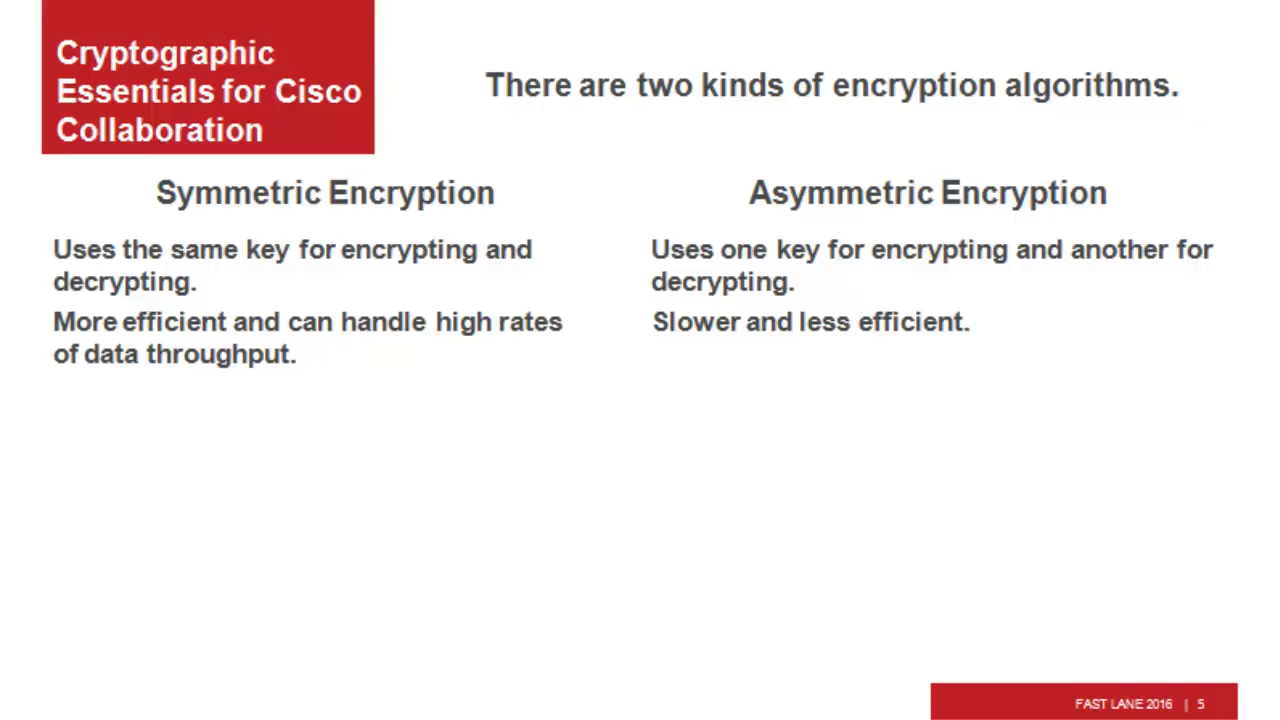 Cryptographic
Essentials for Cisco
Collaboration
There are two kinds of encryption algorithms.
Symmetric Encryption
Uses the same key for encrypting and
decrypting.
More efficient and can handle high rates
of data throughput.
Asymmetric Encryption
Uses one key for encrypting and another for
decrypting.
Slower and less efficient.
FAST LANE 2016 | 5